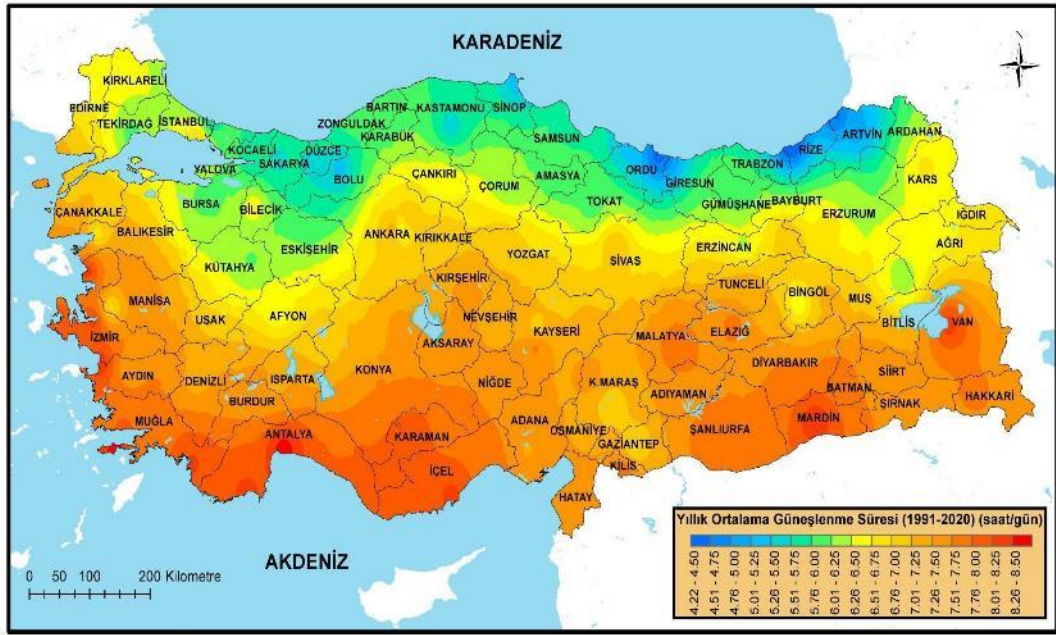 KARADENİZ
KIRKLARELİ
EDİRNE
TEKİRDAĞ
İSTANBUL
KOCAELİ
YALOVA
SAKARYA
DÜZCE
ZONGULDAK
BARTIN
KARABÜK
KASTAMONU
SİNOP
BOLU
ÇANKIRI
SAMSUN
ÇORUM
AMASYA
TOKAT
ORDU
GİRESUN
TRABZON
RİZE
ARTVİN
ARDAHAN
GÜMÜŞHANE
BAYBURT
KARS
ERZURUM
IĞDIR
AĞRI
ÇANAKKALE
BALIKESİR
BURSA
BİLECİK
ESKİŞEHİR
KÜTAHYA
ANKARA
KIRIKKALE
YOZGAT
SİVAS
ERZİNCAN
TUNCELİ
BİNGÖL
MUŞ
BİTLİS
VAN
MANİSA
UŞAK
AFYON
KIRŞEHİR
NEVŞEHİR
KAYSERİ
MALATYA
ELAZIĞ
DİYARBAKIR
İZMİR
AYDIN
DENİZLİ
ISPARTA
BURDUR
KONYA
AKSARAY
NİĞDE
K.MARAŞ
ADIYAMAN
BATMAN
SİİRT
ŞIRNAK
HAKKARİ
MARDİN
MUĞLA
ANTALYA
KARAMAN
İÇEL
ADANA
OSMANİYE
GAZİANTEP
KİLİS
ŞANLIURFA
HATAY
AKDENİZ
0 50 100 200 Kilometre
Yıllık Ortalama Güneşlenme Süresi (1991-2020) (saat/gün)
4.22 - 4.50
4.51 - 4.75
4.76 - 5.00
5.01 - 5.25
5.26 - 5.50
5.51 - 5.75
5.76 - 6.00
6.01 - 6.25
6.26 - 6.50
6.51 - 6.75
6.76 - 7.00
7.01 - 7.25
7.26 - 7.50
7.51 - 7.75
7.76 - 8.00
8.01 - 8.25
8.26 - 8.50